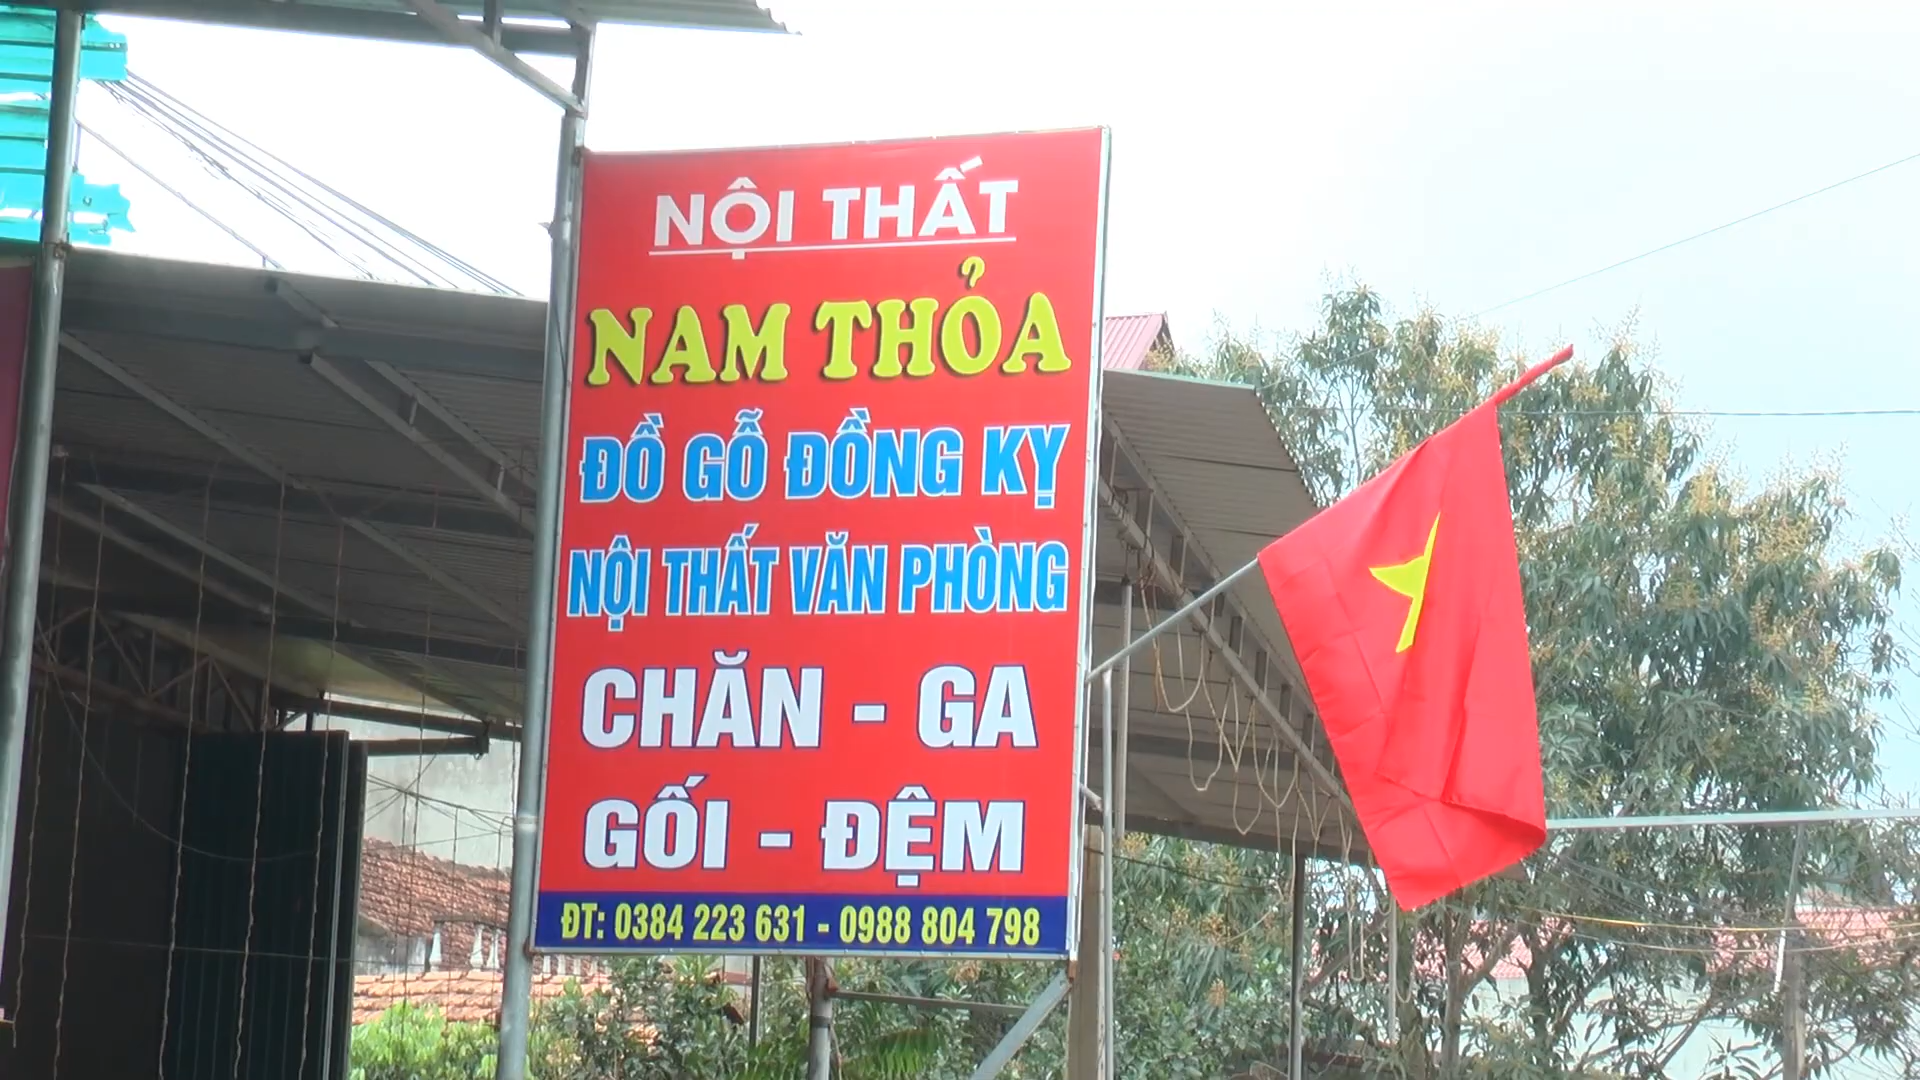 NỘI THẤT
NAM THỎA
ĐỒ GỖ ĐỒNG KỴ
NỘI THẤT VĂN PHÒNG
CHĂN - GA
GỐI - ĐỆM
ĐT: 0384 223 631 - 0988 804 798